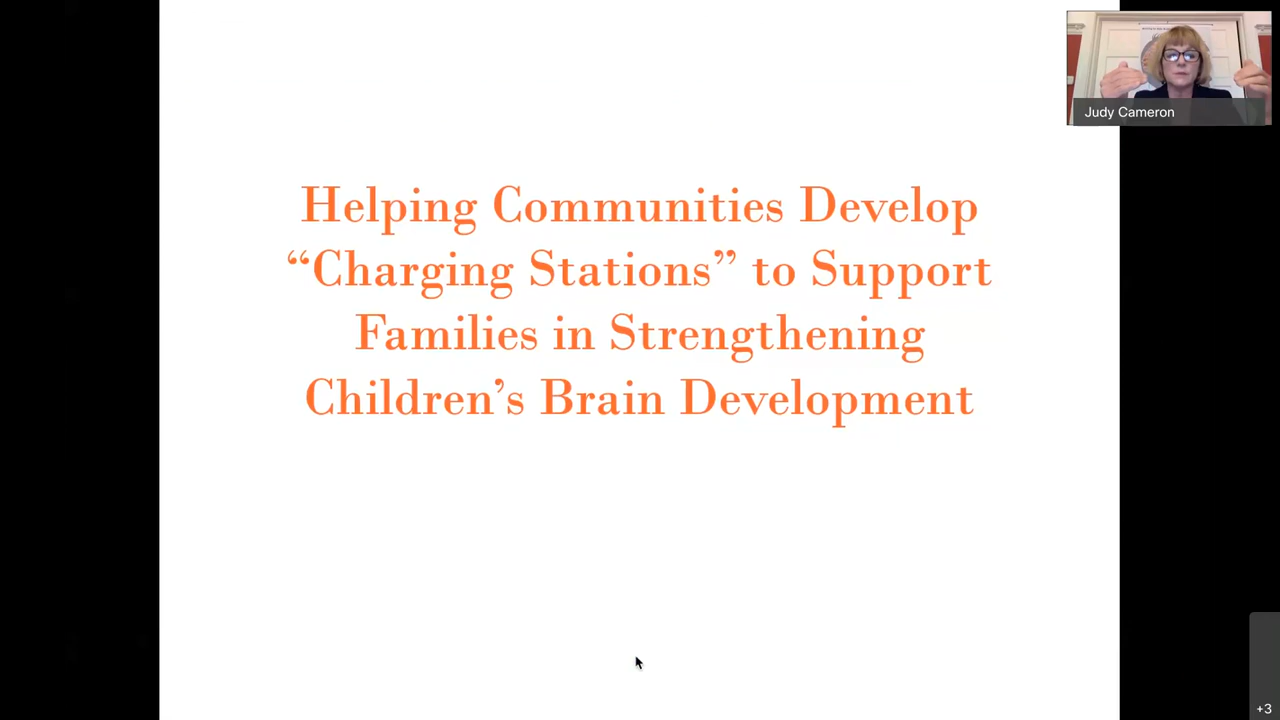 Helping Communities Develop
“Charging Stations” to Support
Families in Strengthening
Children’s Brain Development
Judy Cameron
+3